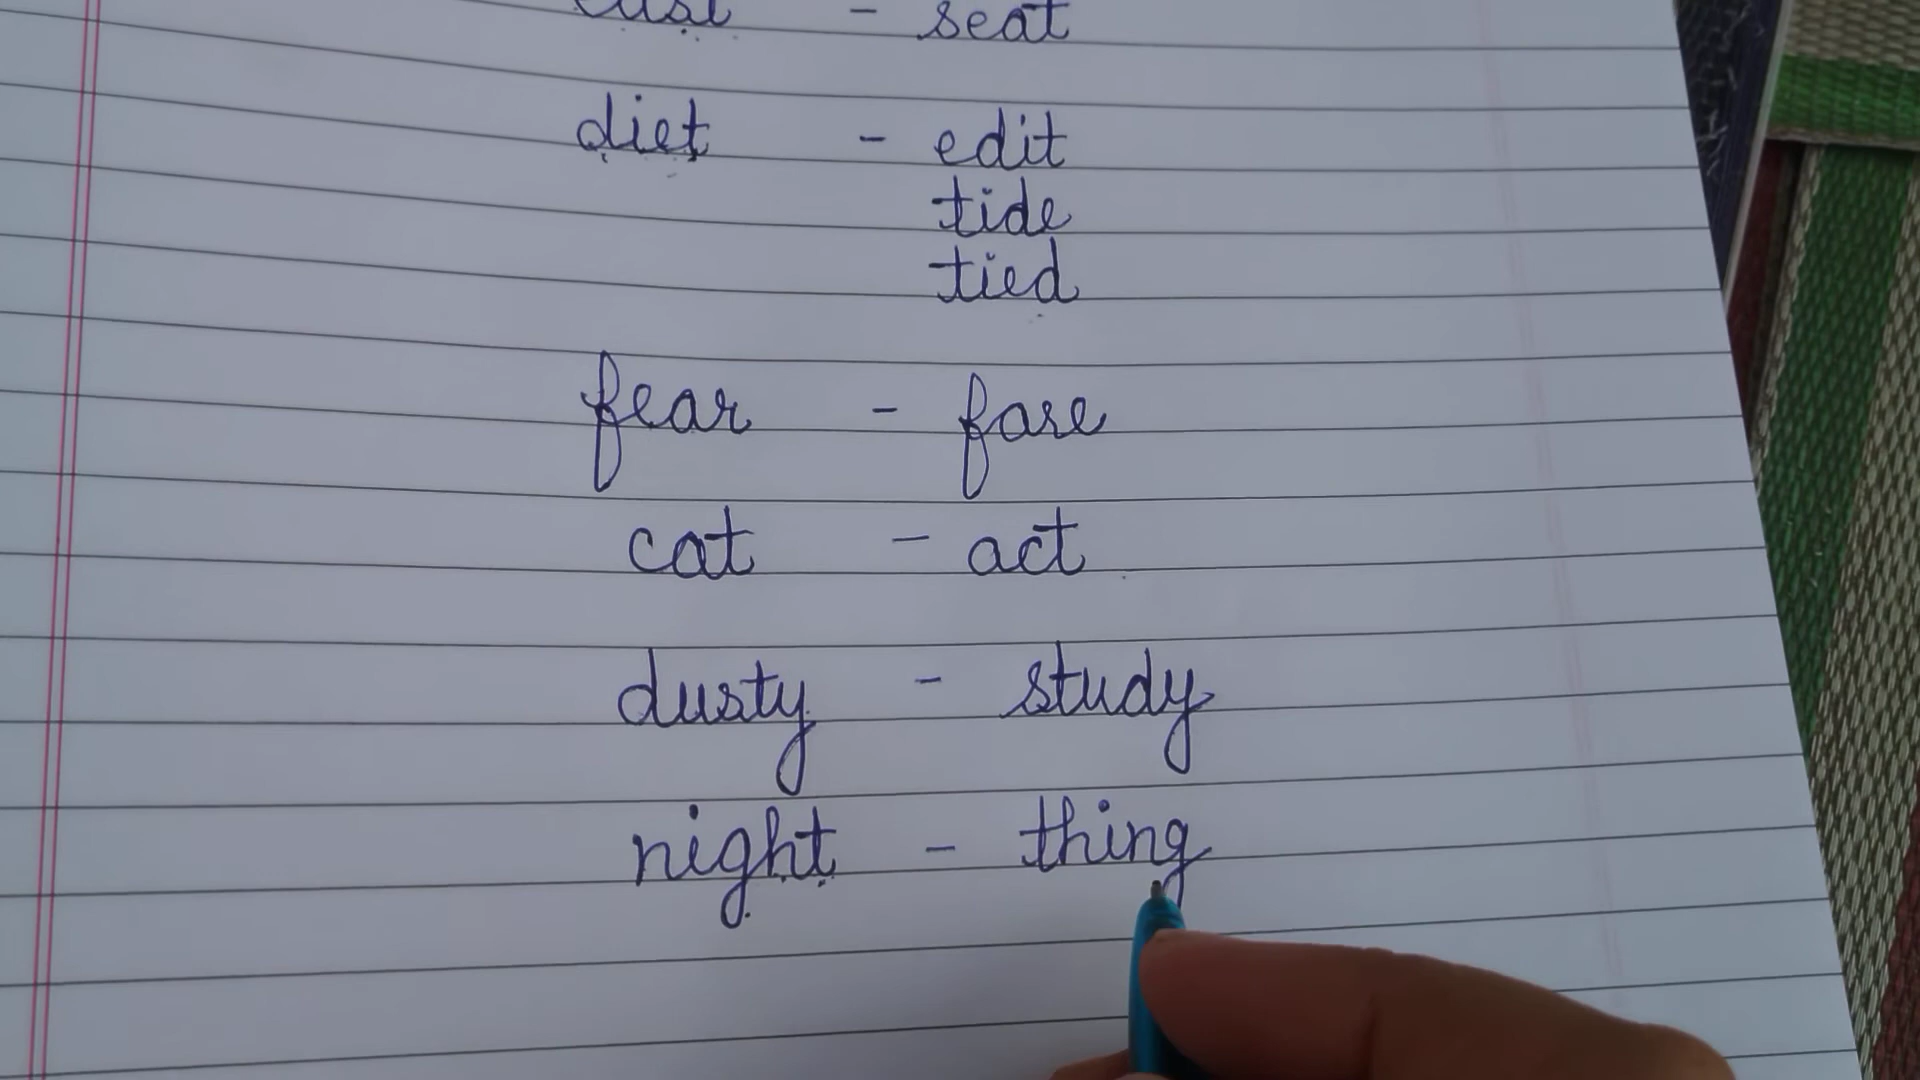 - seat
diet - edit
tide
tied
fear - fare
cat - act
dusty - study
night - thing